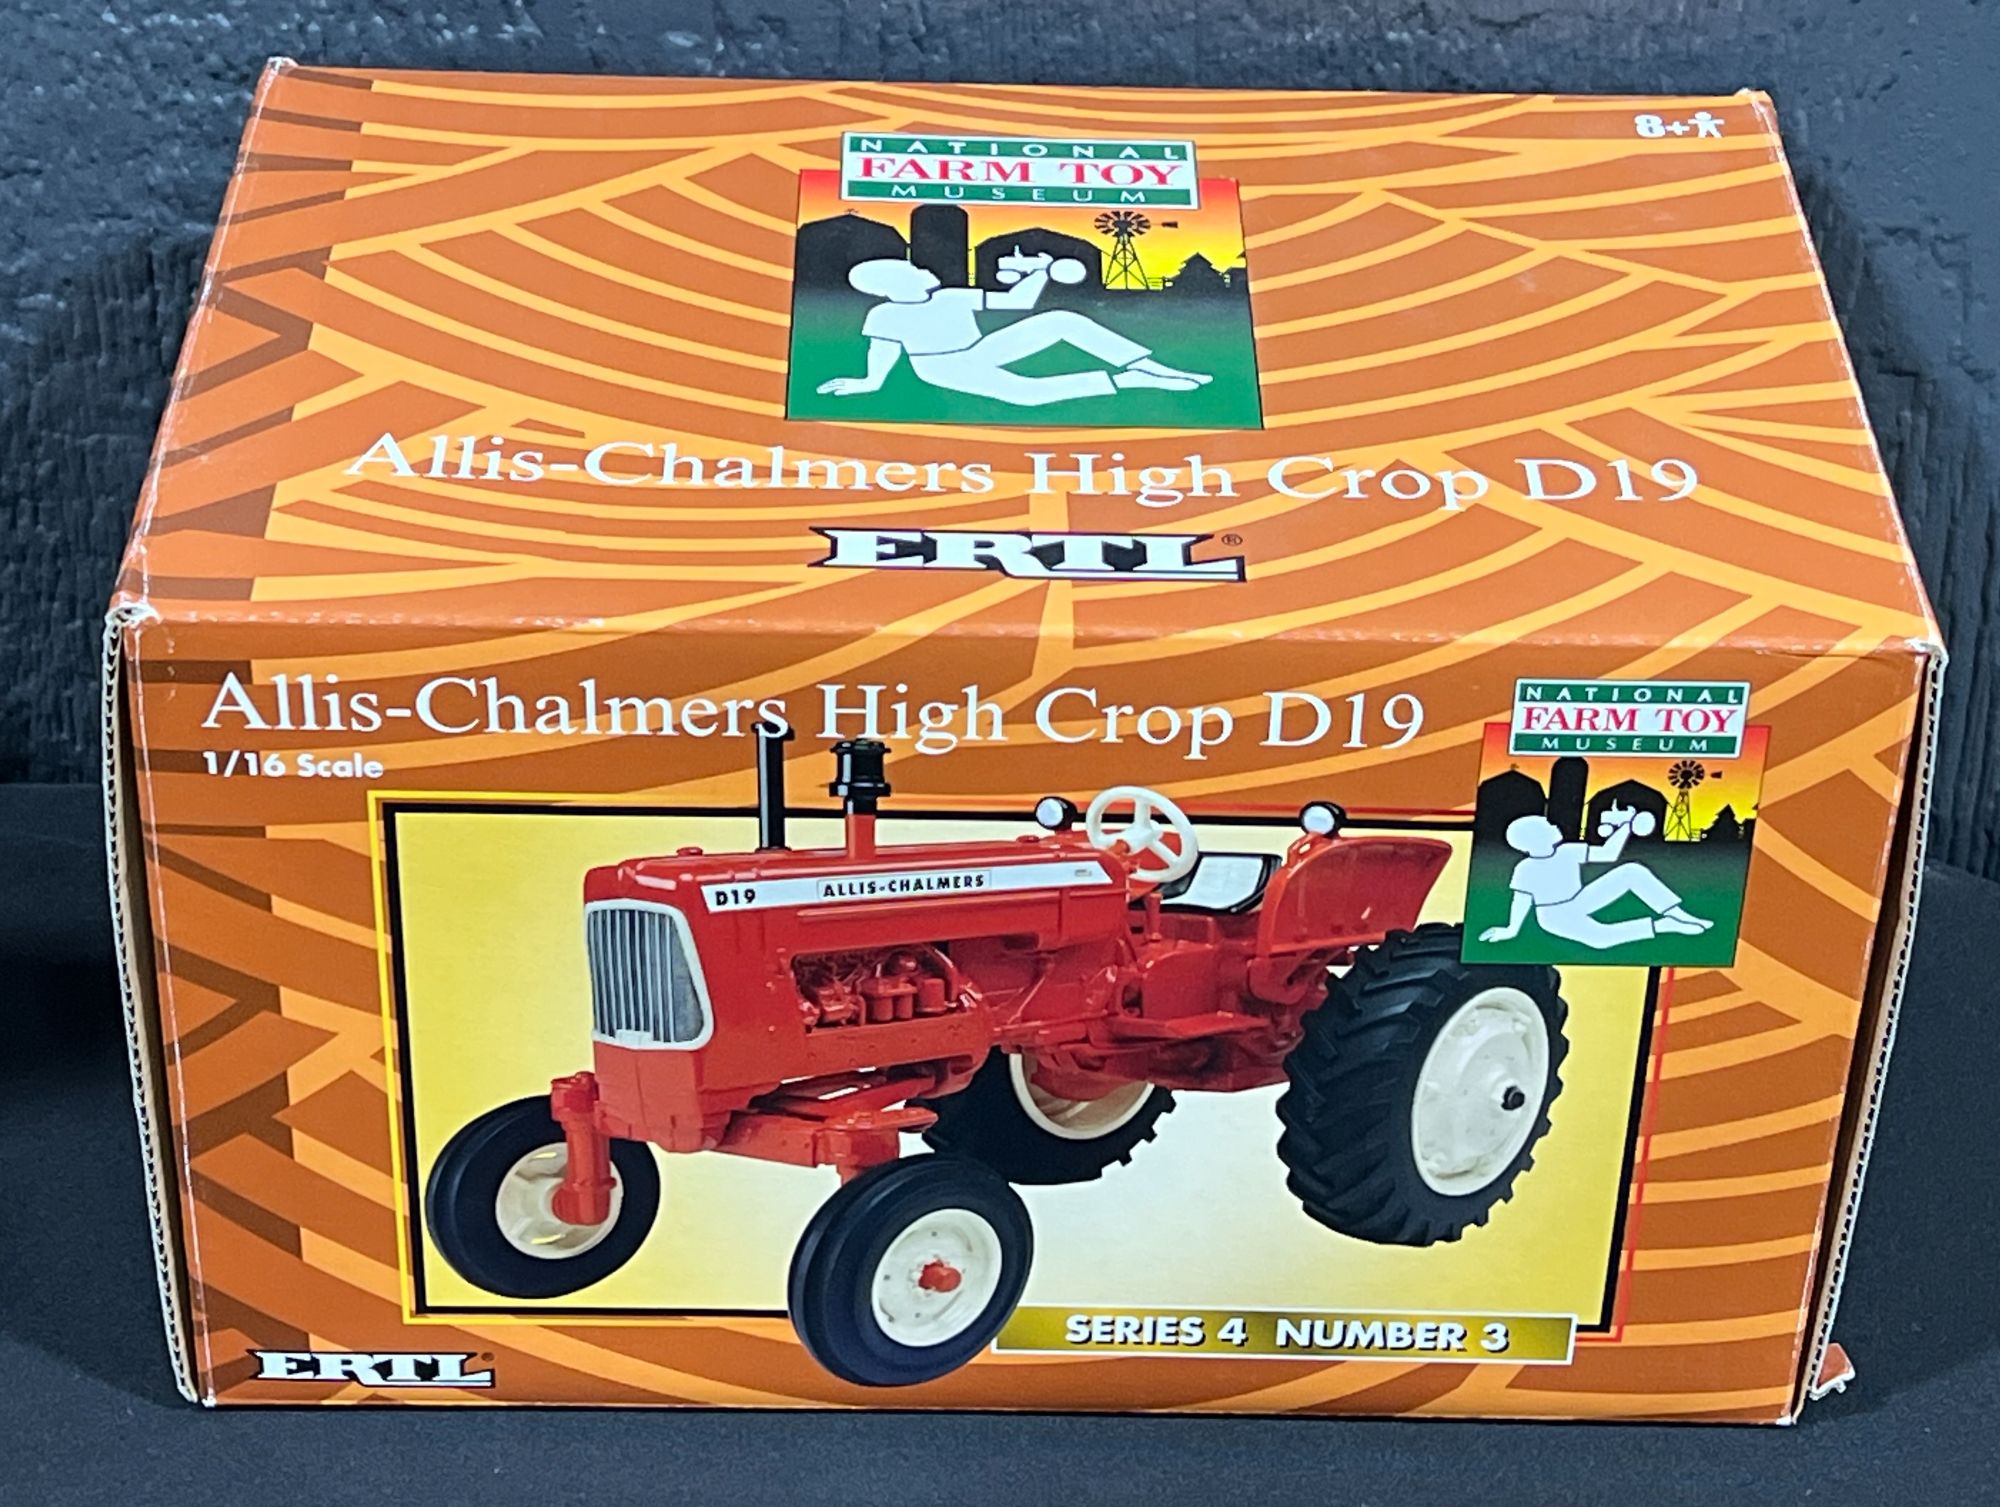 8+
NATIONAL
FARM TOY
MUSEUM
Allis-Chalmers High Crop D19
ERTL®
Allis-Chalmers High Crop D19
1/16 Scale
NATIONAL
FARM TOY
MUSEUM
D19 ALLIS-CHALMERS
SERIES 4 NUMBER 3
ERTL®